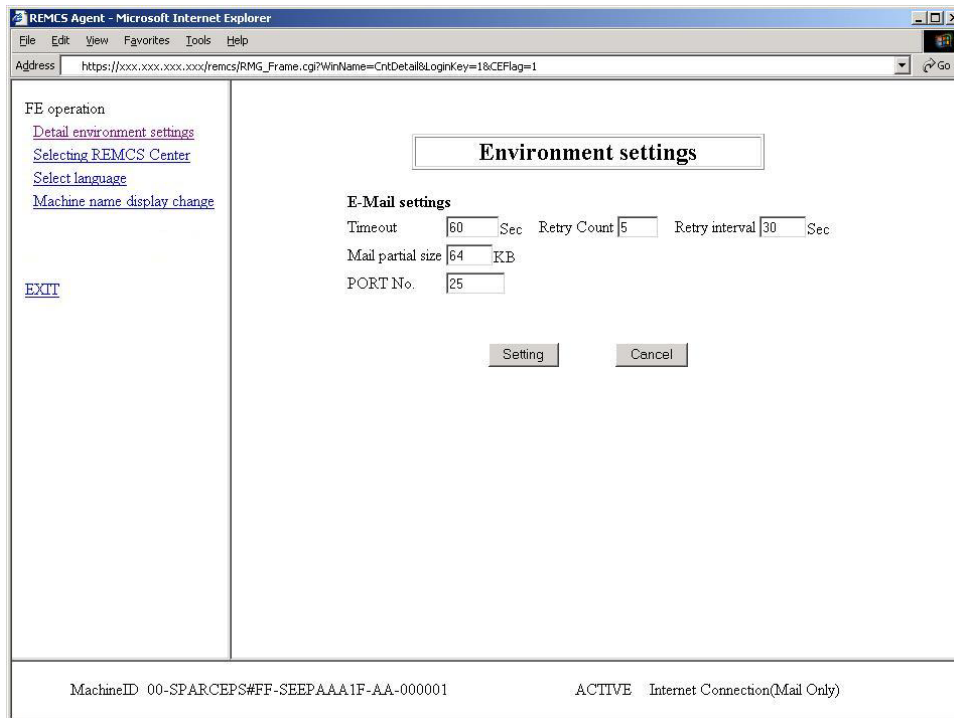 REMCS Agent - Microsoft Internet Explorer
File Edit View Favorites Tools Help
Address https://xxx.xxx.xxx.xxx/remcs/RMG_Frame.cgi?WinName=CntDetail&LoginKey=1&CEFlag=1 Go
FE operation
Detail environment settings
Selecting REMCS Center
Select language
Machine name display change
EXIT
Environment settings
E-Mail settings
Timeout 60 Sec Retry Count 5 Retry interval 30 Sec
Mail partial size 64 KB
PORT No. 25
Setting Cancel
MachineID 00-SPARCEPS#FF-SEEPAAA1F-AA-000001 ACTIVE Internet Connection(Mail Only)